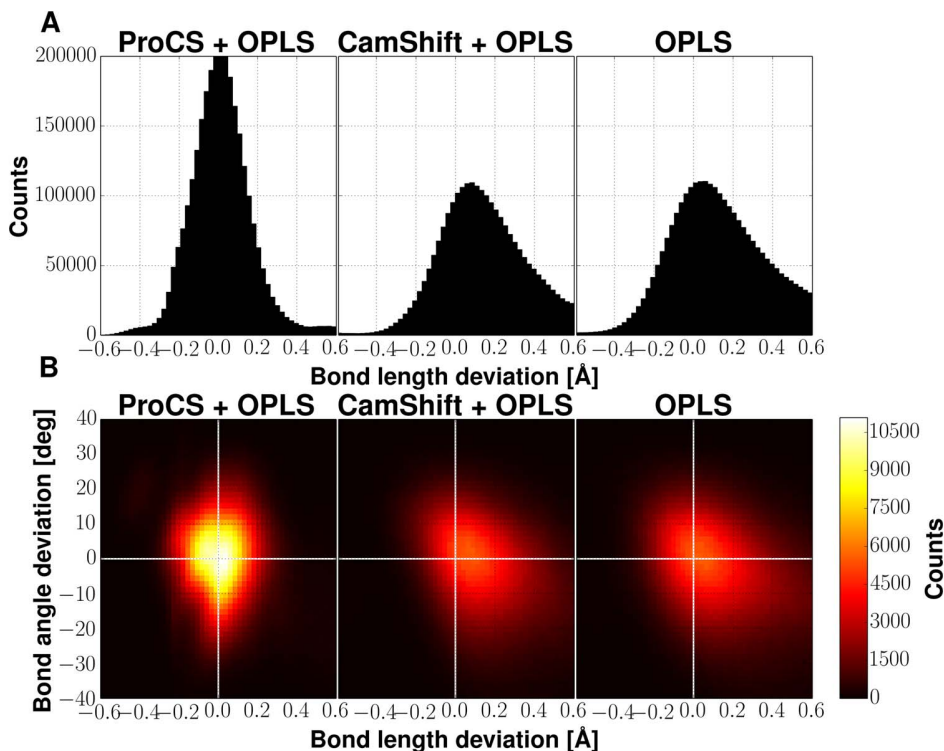 A
ProCS + OPLS CamShift + OPLS OPLS
200000
150000
100000
50000
0
Counts
−0.6 −0.4 −0.2 0.0 0.2 0.4 −0.6 −0.4 −0.2 0.0 0.2 0.4 −0.6 −0.4 −0.2 0.0 0.2 0.4 0.6
Bond length deviation [Å]
B
ProCS + OPLS CamShift + OPLS OPLS
40
30
20
10
0
−10
−20
−30
−40
Bond angle deviation [deg]
−0.6 −0.4 −0.2 0.0 0.2 0.4 −0.6 −0.4 −0.2 0.0 0.2 0.4 −0.6 −0.4 −0.2 0.0 0.2 0.4 0.6
Bond length deviation [Å]
10500
9000
7500
6000
4500
3000
1500
0
Counts